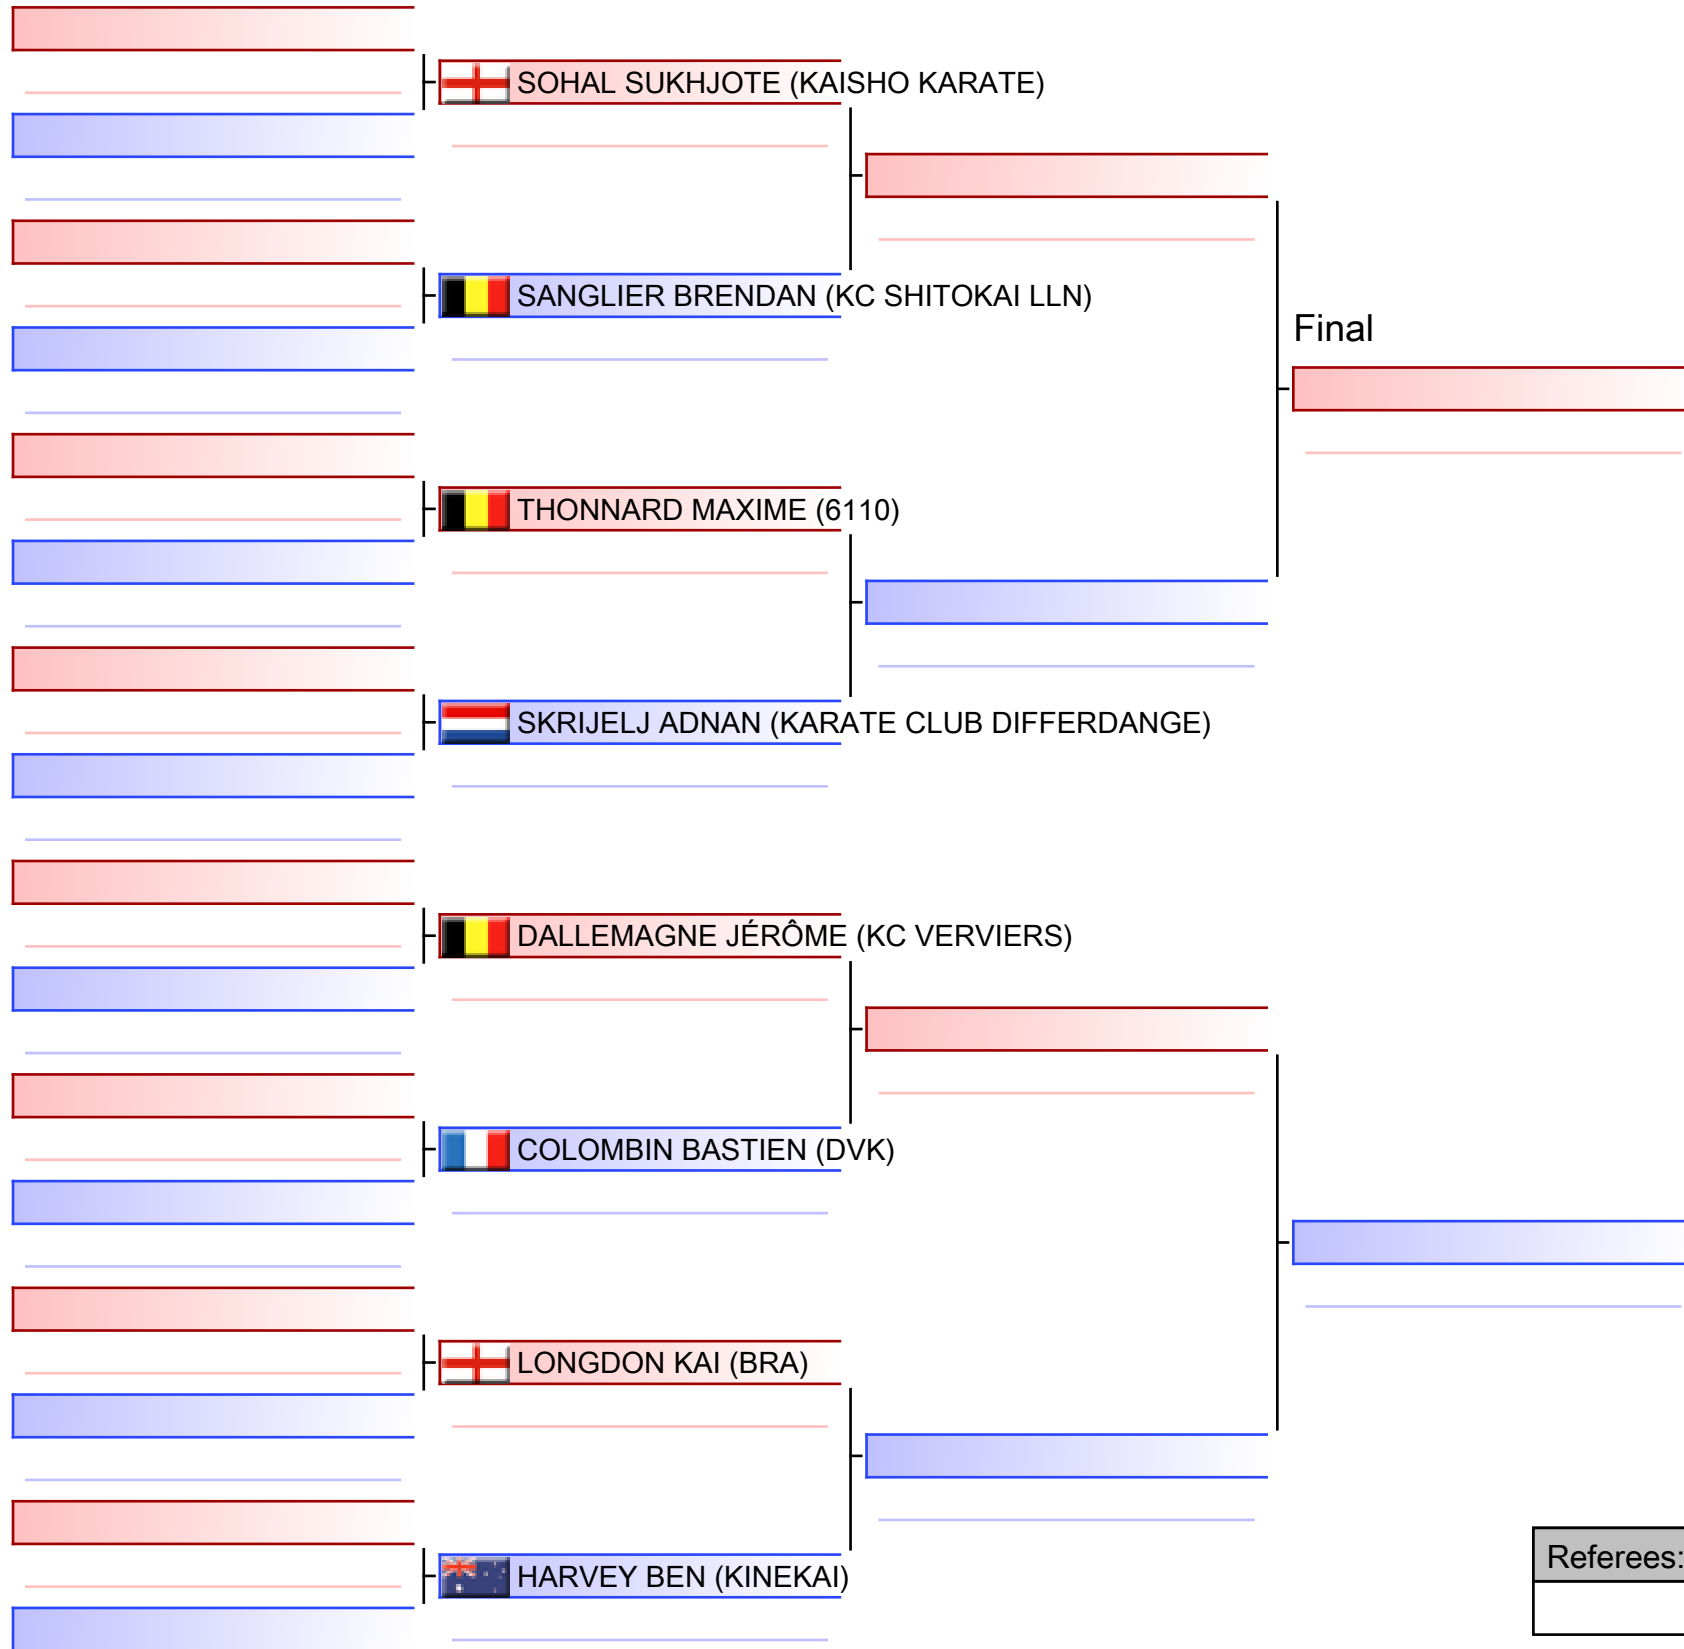 SOHAL SUKHJOTE (KAISHO KARATE)
SANGLIER BRENDAN (KC SHITOKAI LLN)
Final
THONNARD MAXIME (6110)
SKRIJELJ ADNAN (KARATE CLUB DIFFERDANGE)
DALLEMAGNE JÉRÔME (KC VERVIERS)
COLOMBIN BASTIEN (DVK)
LONGDON KAI (BRA)
Referees:
HARVEY BEN (KINEKAI)